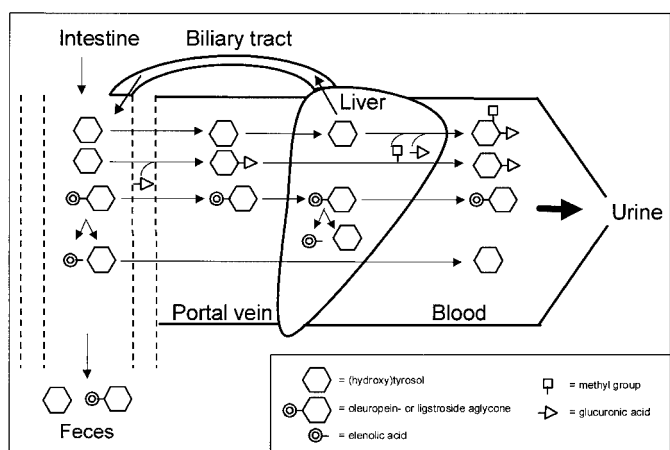 Intestine
Biliary tract
Liver
Urine
Portal vein
Blood
Feces
= (hydroxy)tyrosol
= oleuropein- or ligstroside aglycone
= elenolic acid
= methyl group
= glucuronic acid